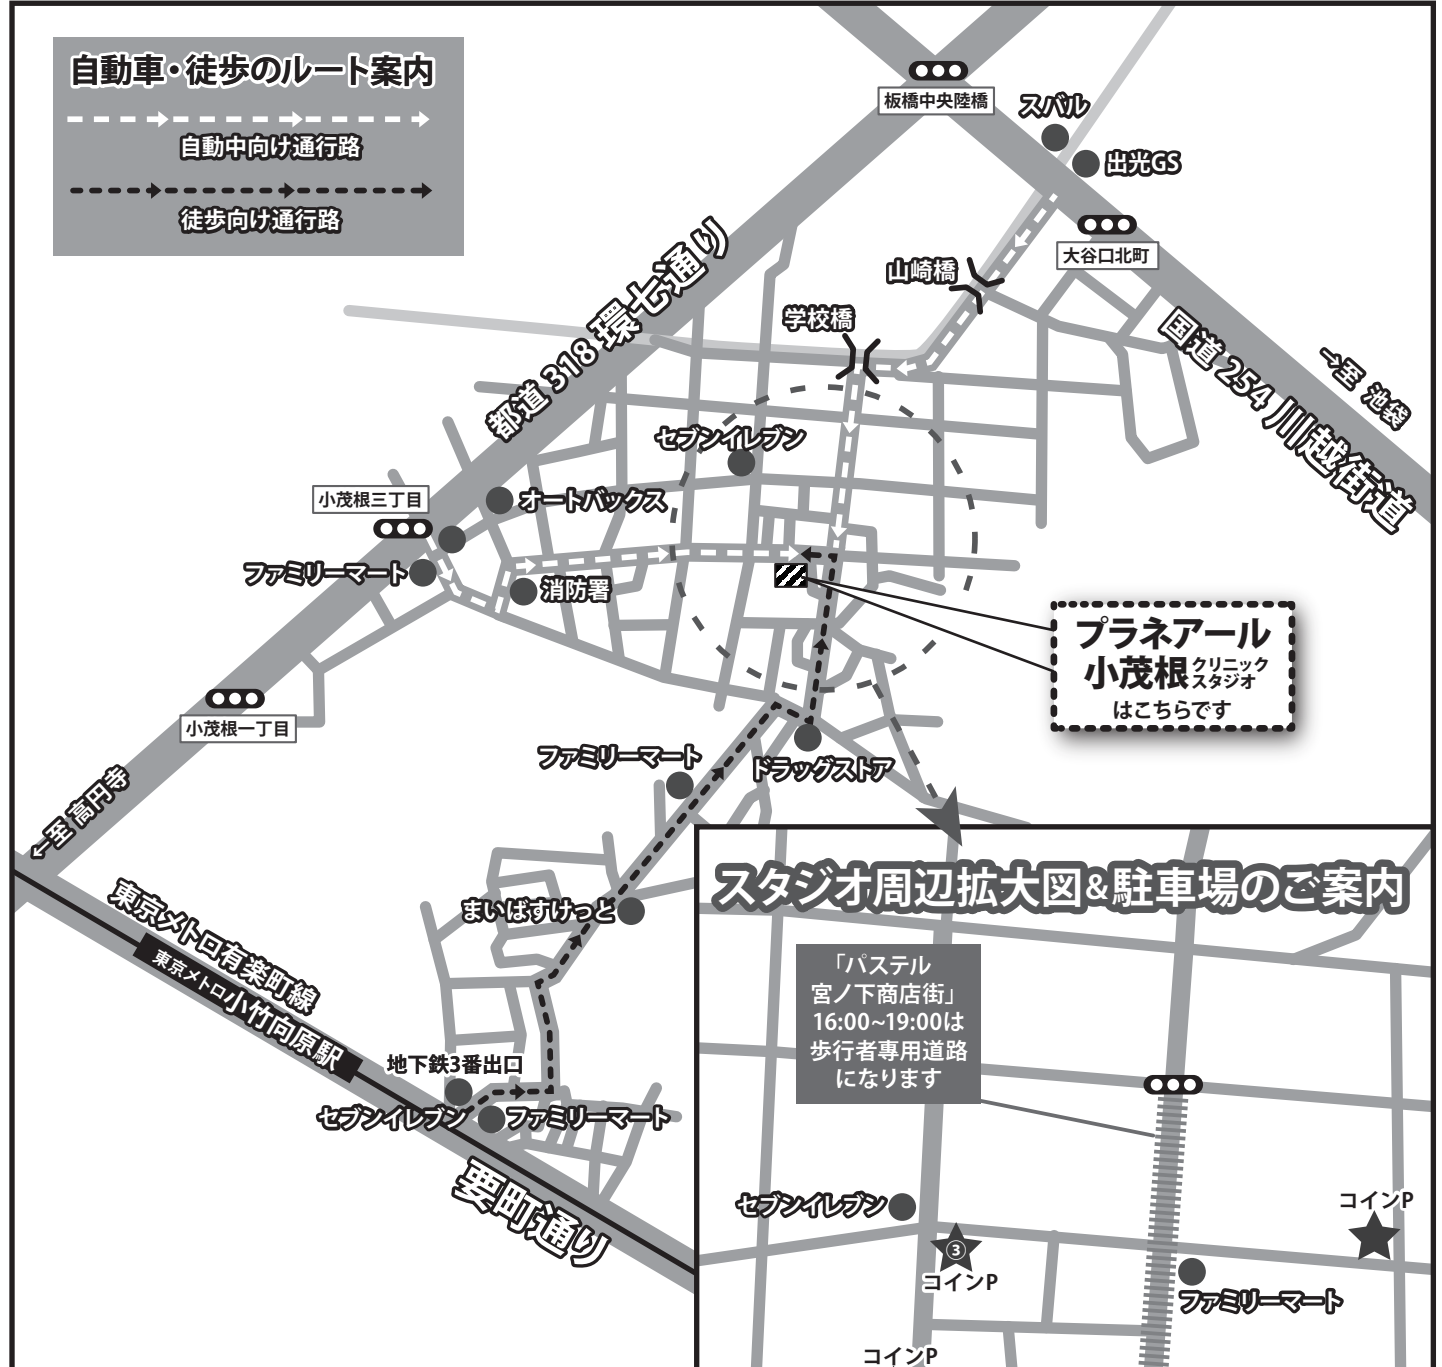 自動車・徒歩のルート案内
自動中向け通行路
徒歩向け通行路
板橋中央陸橋
スバル
出光GS
大谷口北町
山崎橋
学校橋
都道 318 環七通り
国道 254 川越街道
→至 池袋
セブンイレブン
小茂根三丁目
オートバックス
ファミリーマート
消防署
プラネアール
小茂根 クリニック
スタジオ
はこちらです
小茂根一丁目
ファミリーマート
ドラッグストア
←至 高円寺
まいばすけっと
東京メトロ有楽町線
東京メトロ小竹向原駅
地下鉄3番出口
セブンイレブン
ファミリーマート
要町通り
スタジオ周辺拡大図&駐車場のご案内
「パステル
宮ノ下商店街」
16:00~19:00は
歩行者専用道路
になります
セブンイレブン
コインP
3
コインP
ファミリーマート
コインP